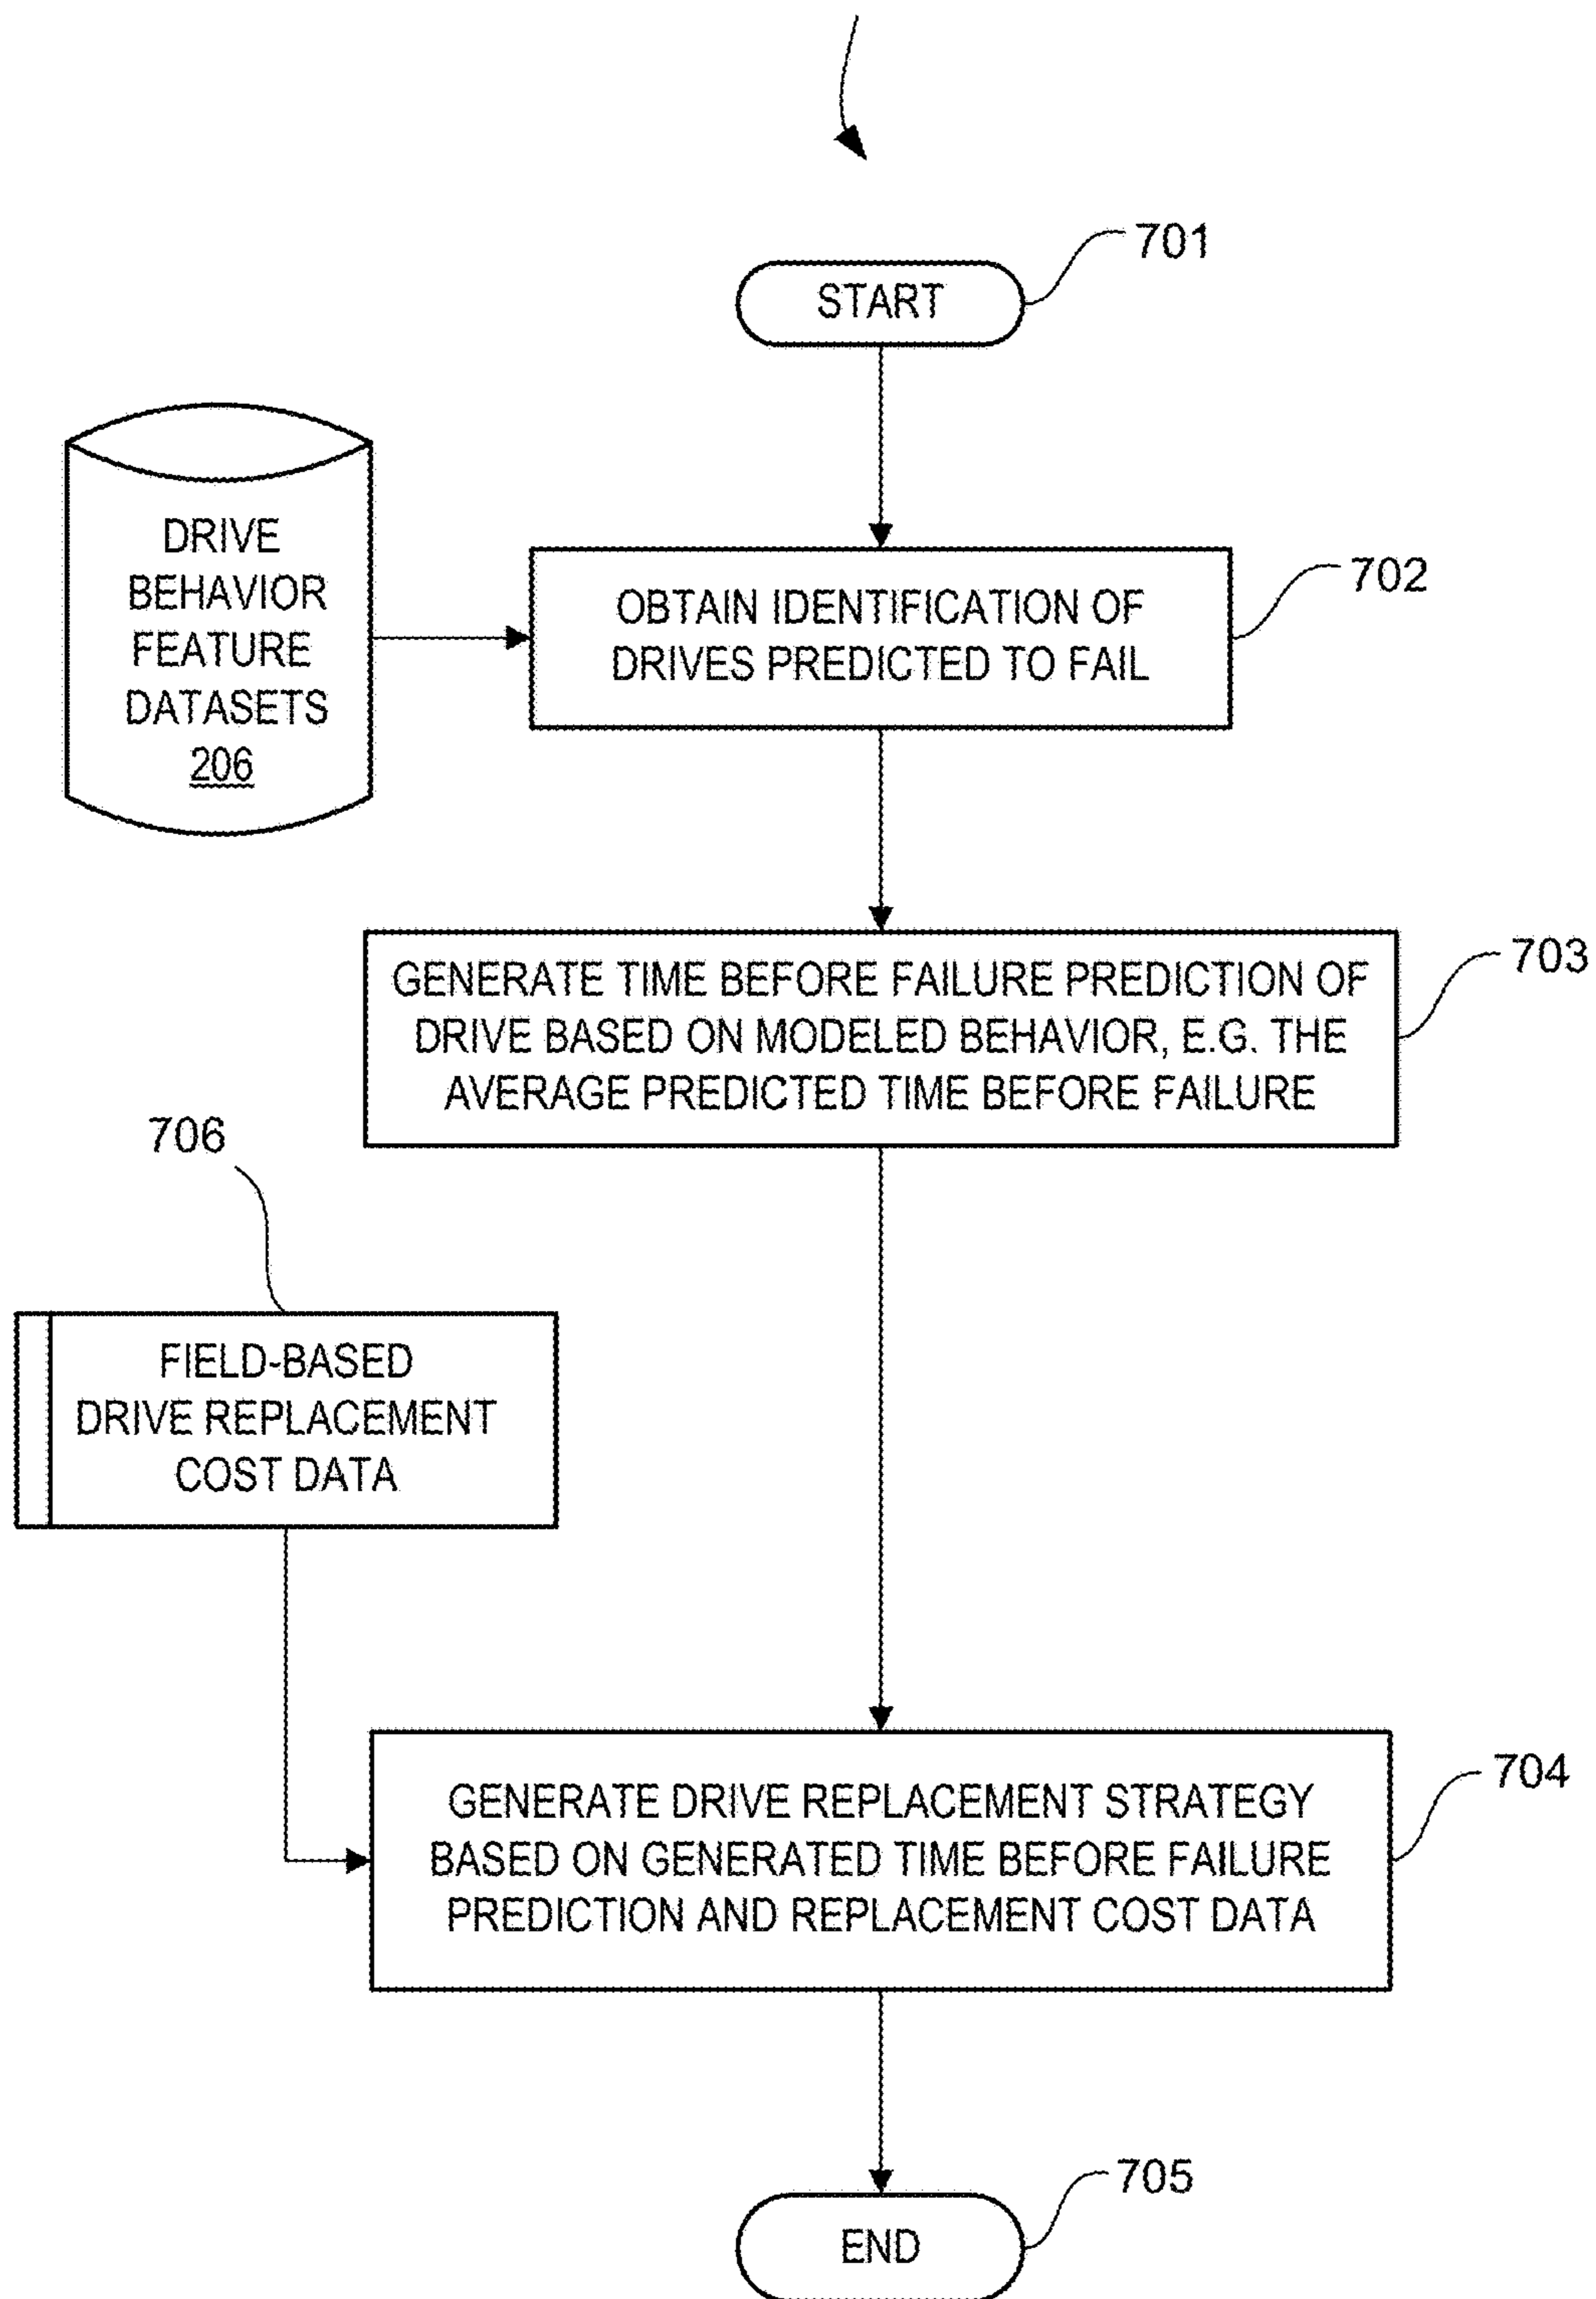 701
START
DRIVE
BEHAVIOR
FEATURE
DATASETS
206
702
OBTAIN IDENTIFICATION OF
DRIVES PREDICTED TO FAIL
703
GENERATE TIME BEFORE FAILURE PREDICTION OF
DRIVE BASED ON MODELED BEHAVIOR, E.G. THE
AVERAGE PREDICTED TIME BEFORE FAILURE
706
FIELD-BASED
DRIVE REPLACEMENT
COST DATA
704
GENERATE DRIVE REPLACEMENT STRATEGY
BASED ON GENERATED TIME BEFORE FAILURE
PREDICTION AND REPLACEMENT COST DATA
705
END